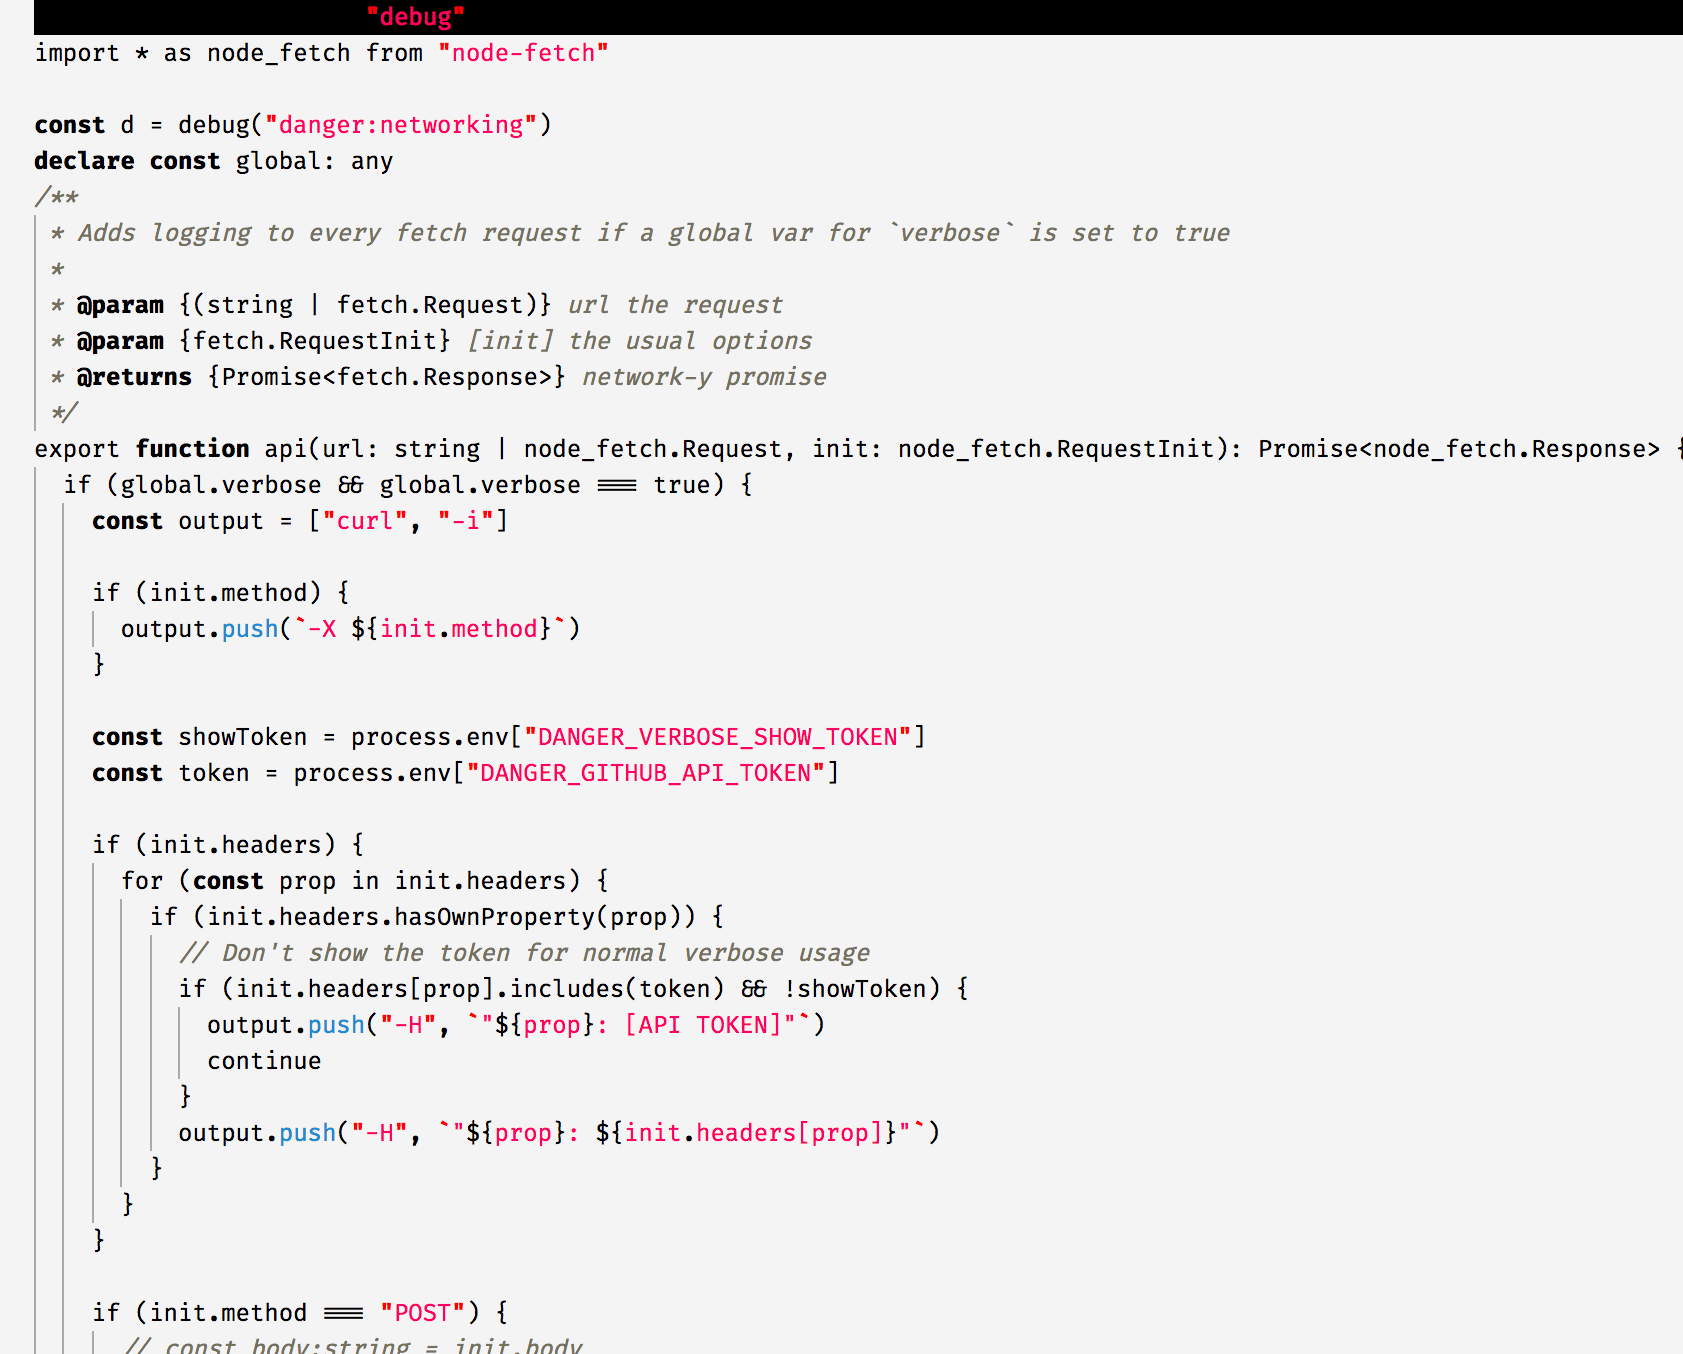 "debug"
import * as node_fetch from "node-fetch"
const d = debug("danger:networking")
declare const global: any
/**
* Adds logging to every fetch request if a global var for `verbose` is set to true
*
* @param {(string | fetch.Request)} url the request
* @param {fetch.RequestInit} [init] the usual options
* @returns {Promise<fetch.Response>} network-y promise
*/
export function api(url: string | node_fetch.Request, init: node_fetch.RequestInit): Promise<node_fetch.Response> {
if (global.verbose && global.verbose === true) {
const output = ["curl", "-i"]
if (init.method) {
output.push(`-X ${init.method}`)
}
const showToken = process.env["DANGER_VERBOSE_SHOW_TOKEN"]
const token = process.env["DANGER_GITHUB_API_TOKEN"]
if (init.headers) {
for (const prop in init.headers) {
if (init.headers.hasOwnProperty(prop)) {
// Don't show the token for normal verbose usage
if (init.headers[prop].includes(token) && !showToken) {
output.push("-H", `"${prop}: [API TOKEN]"`)
continue
}
output.push("-H", `"${prop}: ${init.headers[prop]}"`)
}
}
}
if (init.method === "POST") {
// const body:string = init.body